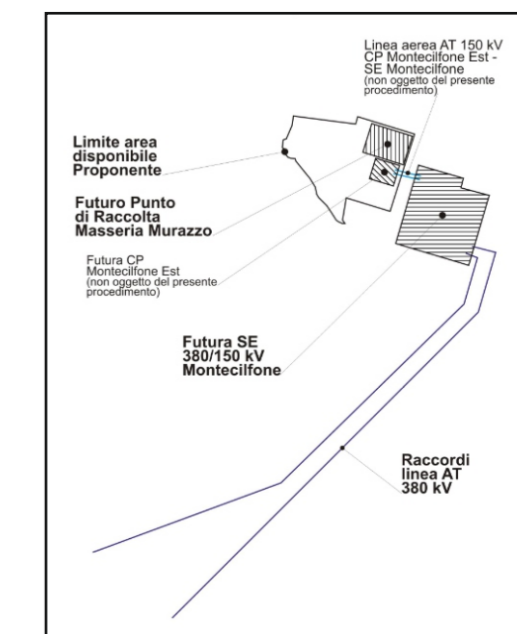 Linea aerea AT 150 kV
CP Montecilfone Est -
SE Montecilfone
(non oggetto del presente
procedimento)
Limite area
disponibile
Proponente
Futuro Punto
di Raccolta
Masseria Murazzo
Futura CP
Montecilfone Est
(non oggetto del presente
procedimento)
Futura SE
380/150 kV
Montecilfone
Raccordi
linea AT
380 kV